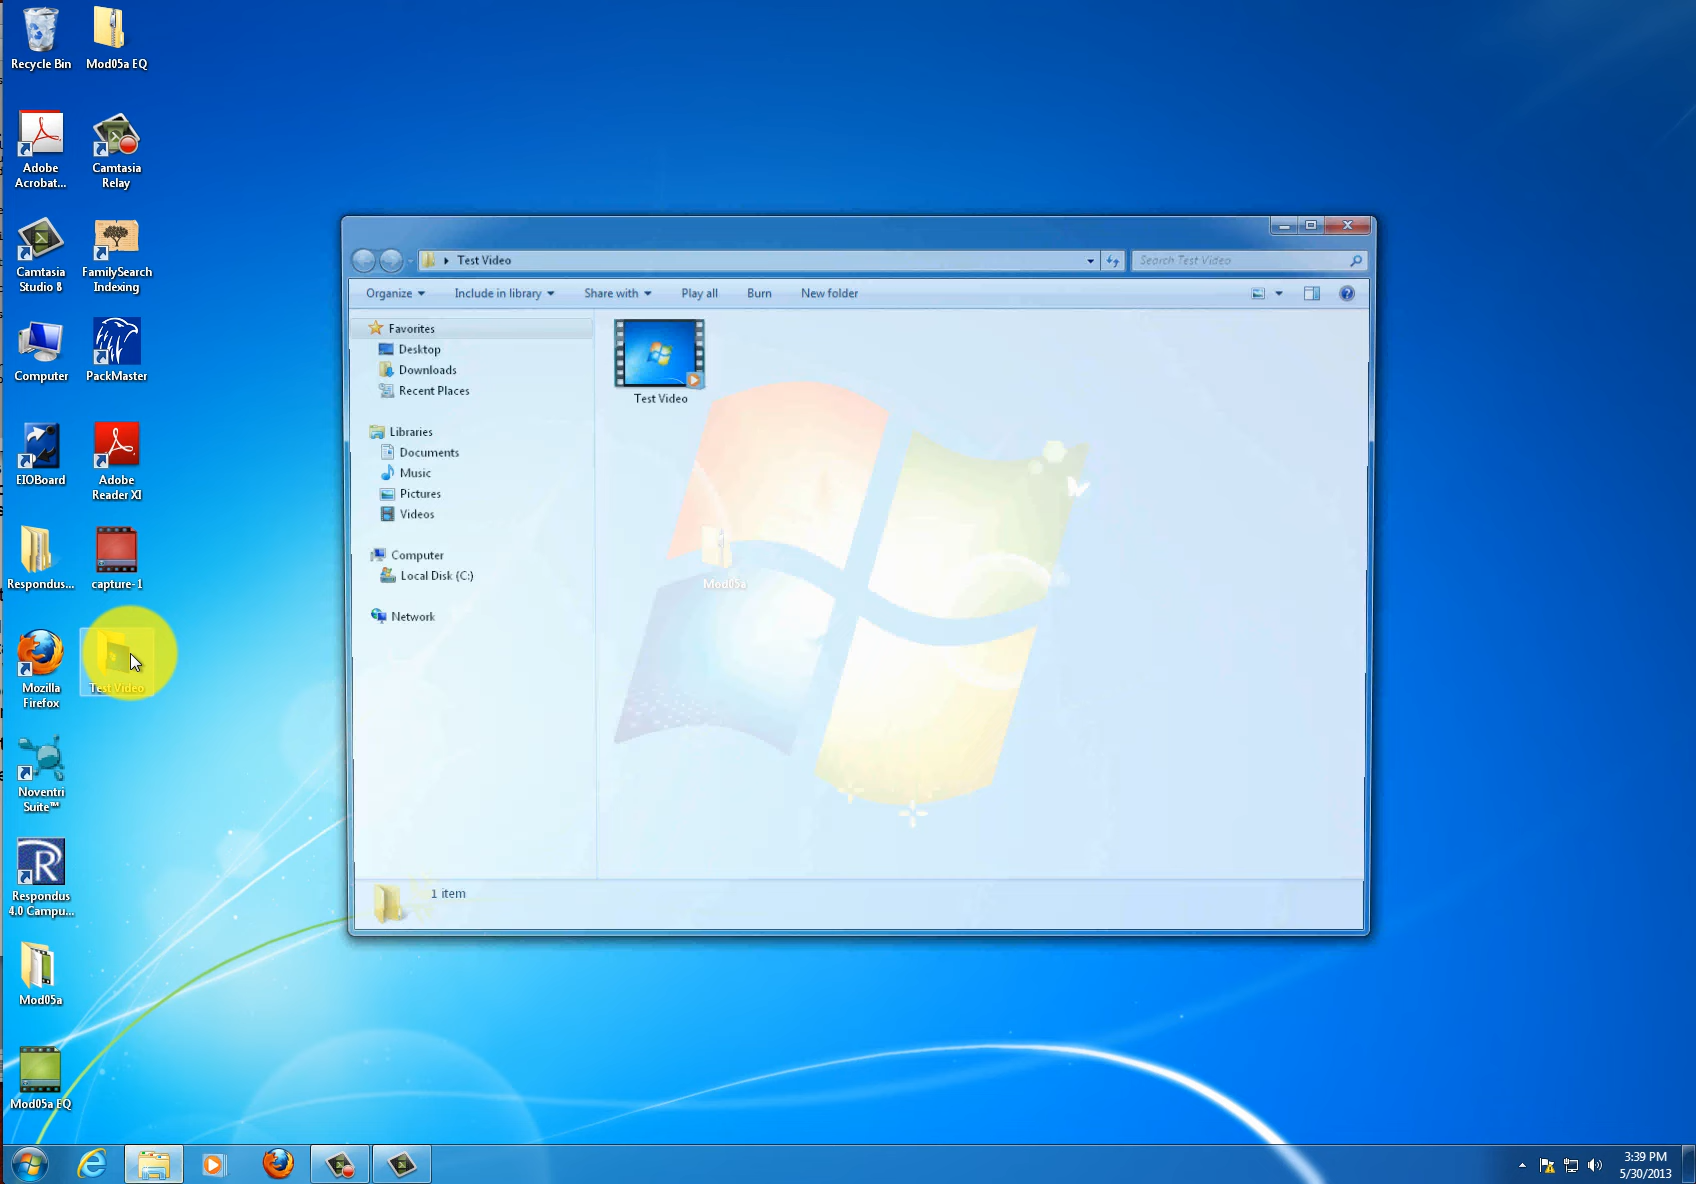 Recycle Bin
Mod05a EQ
Adobe
Acrobat...
Camtasia
Relay
Camtasia
Studio 8
FamilySearch
Indexing
Computer
PackMaster
EIOBoard
Adobe
Reader XI
Respondus...
capture-1
Mozilla
Firefox
Test Video
Noventri
Suite™
Respondus
4.0 Campu...
Mod05a
Mod05a EQ
Test Video
Search Test Video
Organize
Include in library
Share with
Play all
Burn
New folder
Favorites
Desktop
Downloads
Recent Places
Libraries
Documents
Music
Pictures
Videos
Computer
Local Disk (C:)
Network
Test Video
Mod05a
1 item
3:39 PM
5/30/2013